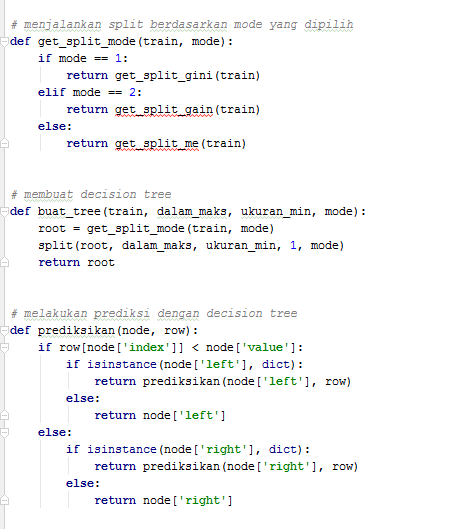 # menjalankan split berdasarkan mode yang dipilih
def get_split_mode(train, mode):
    if mode == 1:
        return get_split_gini(train)
    elif mode == 2:
        return get_split_gain(train)
    else:
        return get_split_me(train)
# membuat decision tree
def buat_tree(train, dalam_maks, ukuran_min, mode):
    root = get_split_mode(train, mode)
    split(root, dalam_maks, ukuran_min, 1, mode)
    return root
# melakukan prediksi dengan decision tree
def prediksikan(node, row):
    if row[node['index']] < node['value']:
        if isinstance(node['left'], dict):
            return prediksikan(node['left'], row)
        else:
            return node['left']
    else:
        if isinstance(node['right'], dict):
            return prediksikan(node['right'], row)
        else:
            return node['right']